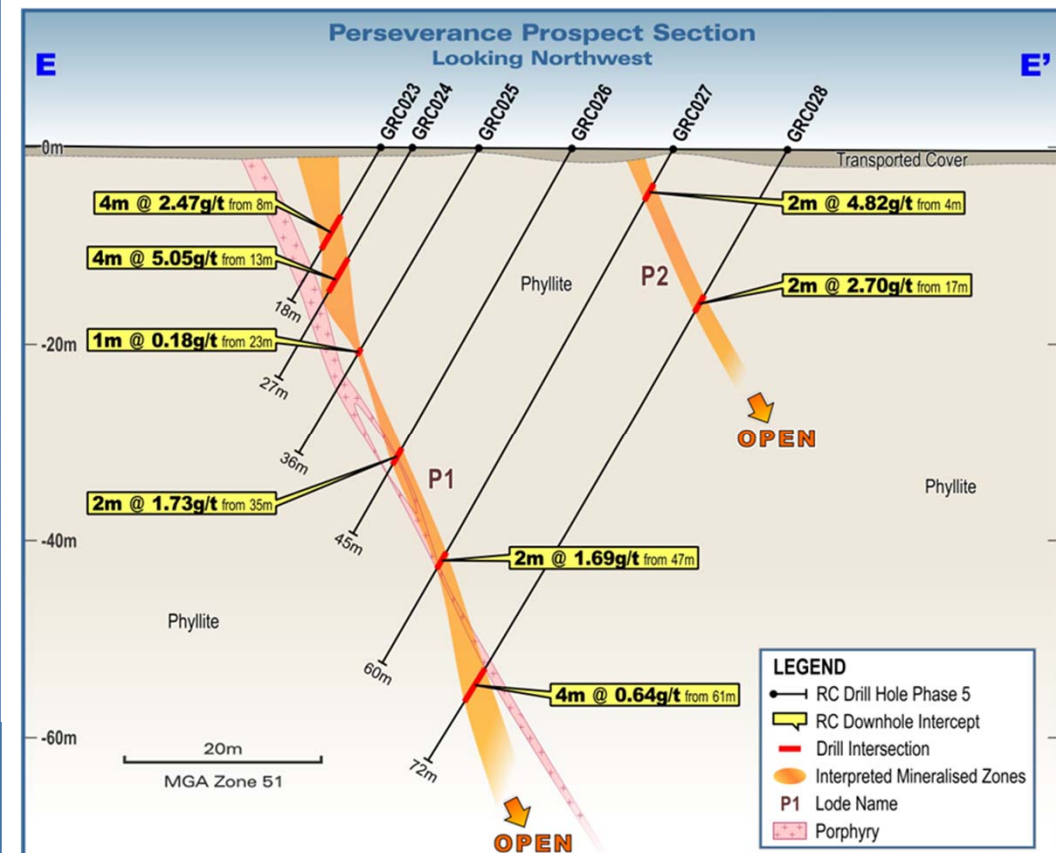 Perseverance Prospect Section
Looking Northwest
E
E'
GRC023
GRC024
GRC025
GRC026
GRC027
GRC028
0m
Transported Cover
4m @ 2.47g/t from 8m
2m @ 4.82g/t from 4m
4m @ 5.05g/t from 13m
P2
Phyllite
2m @ 2.70g/t from 17m
18m
1m @ 0.18g/t from 23m
-20m
27m
OPEN
36m
P1
Phyllite
2m @ 1.73g/t from 35m
45m
-40m
2m @ 1.69g/t from 47m
Phyllite
60m
4m @ 0.64g/t from 61m
-60m
72m
20m
MGA Zone 51
OPEN
LEGEND
RC Drill Hole Phase 5
RC Downhole Intercept
Drill Intersection
Interpreted Mineralised Zones
P1 Lode Name
Porphyry